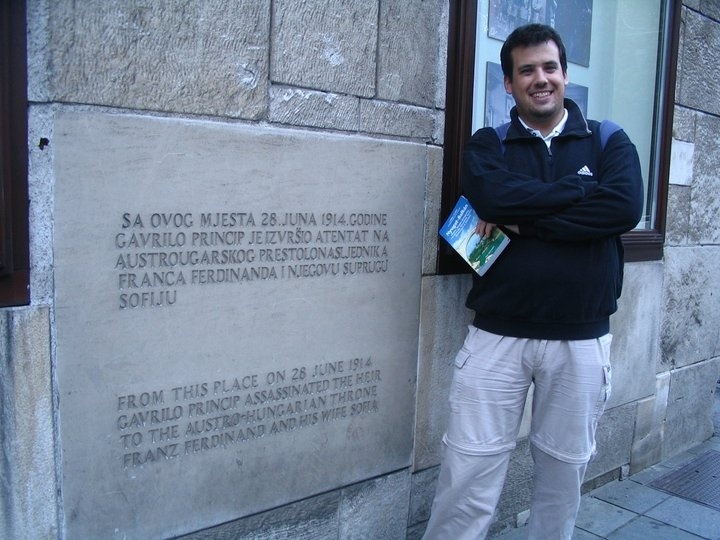 SA OVOG MJESTA 28. JUNA 1914. GODINE
GAVRILO PRINCIP JE IZVRŠIO ATENTAT NA
AUSTROUGARSKOG PRESTOLONASLJEDNIKA
FRANCA FERDINANDA I NJEGOVU SUPRUGU
SOFIJU
FROM THIS PLACE ON 28 JUNE 1914
GAVRILO PRINCIP ASSASSINATED THE HEIR
TO THE AUSTRO-HUNGARIAN THRONE
FRANZ FERDINAND AND HIS WIFE SOFIA
adidas